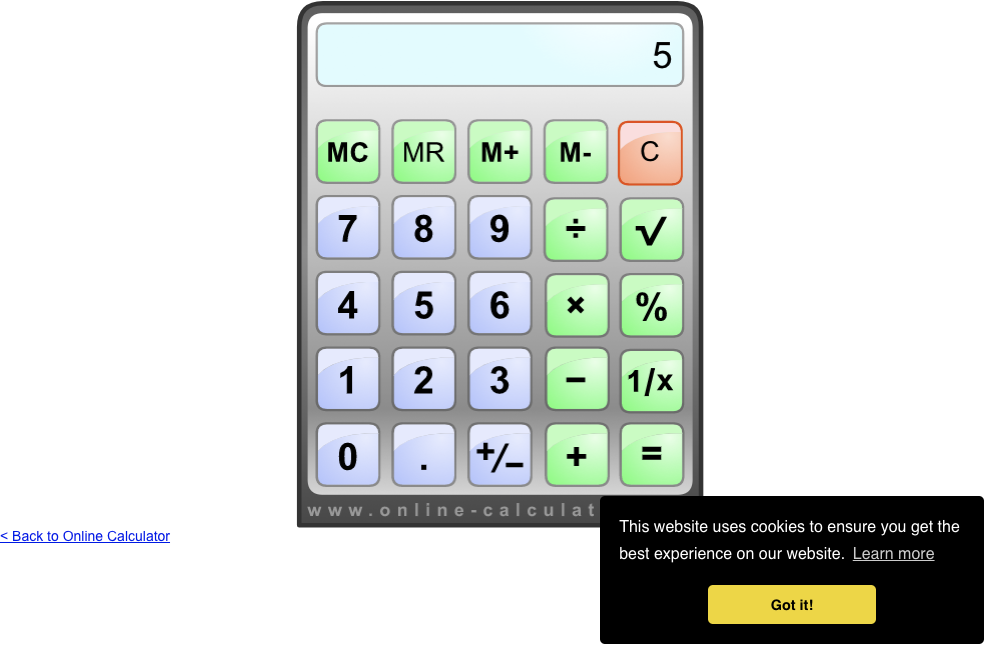 5
MC MR M+ M- C
7 8 9 ÷ √
4 5 6 × %
1 2 3 − 1/x
0 . +/− + =
www.online-calculat
< Back to Online Calculator
This website uses cookies to ensure you get the
best experience on our website. Learn more
Got it!